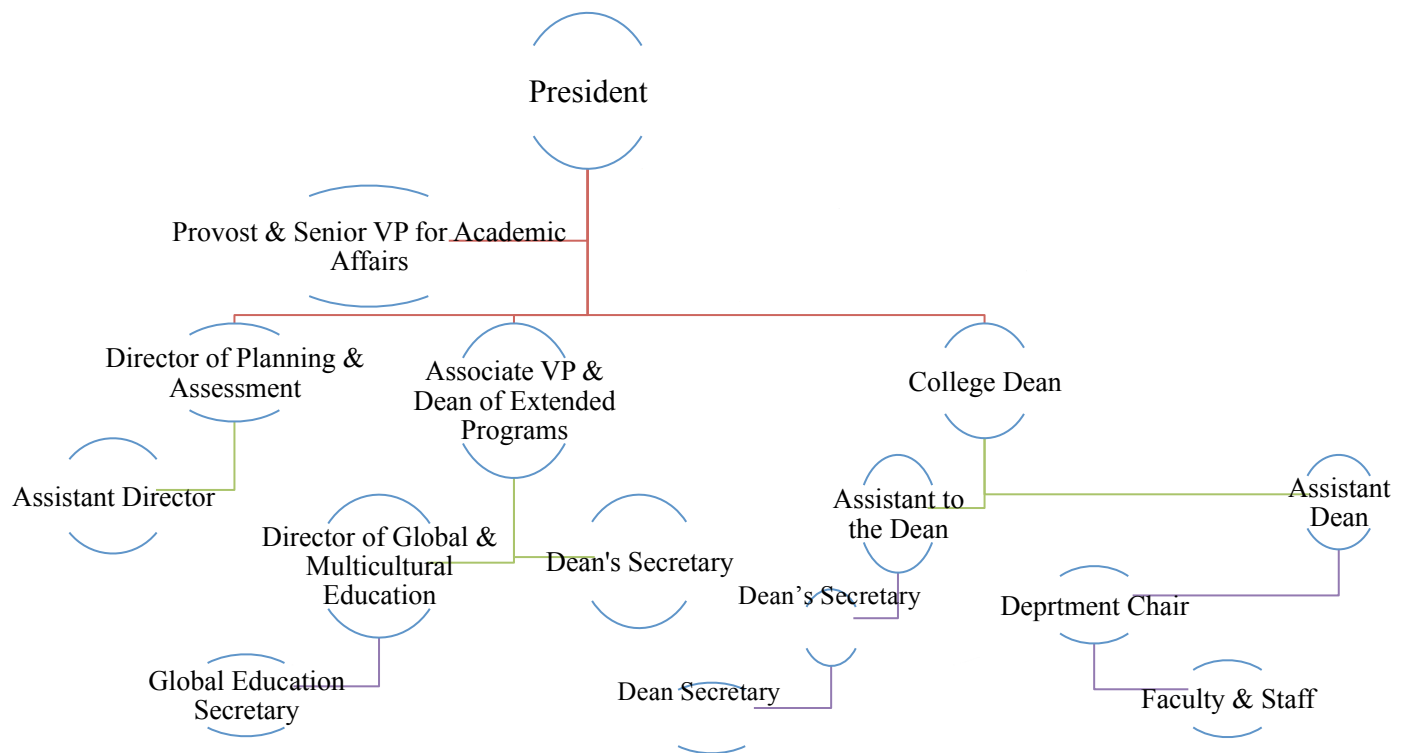 President
Provost & Senior VP for Academic
Affairs
Director of Planning &
Assessment
Associate VP &
Dean of Extended
Programs
College Dean
Assistant Director
Director of Global &
Multicultural
Education
Dean's Secretary
Assistant to
the Dean
Assistant
Dean
Dean’s Secretary
Deprtment Chair
Global Education
Secretary
Dean Secretary
Faculty & Staff